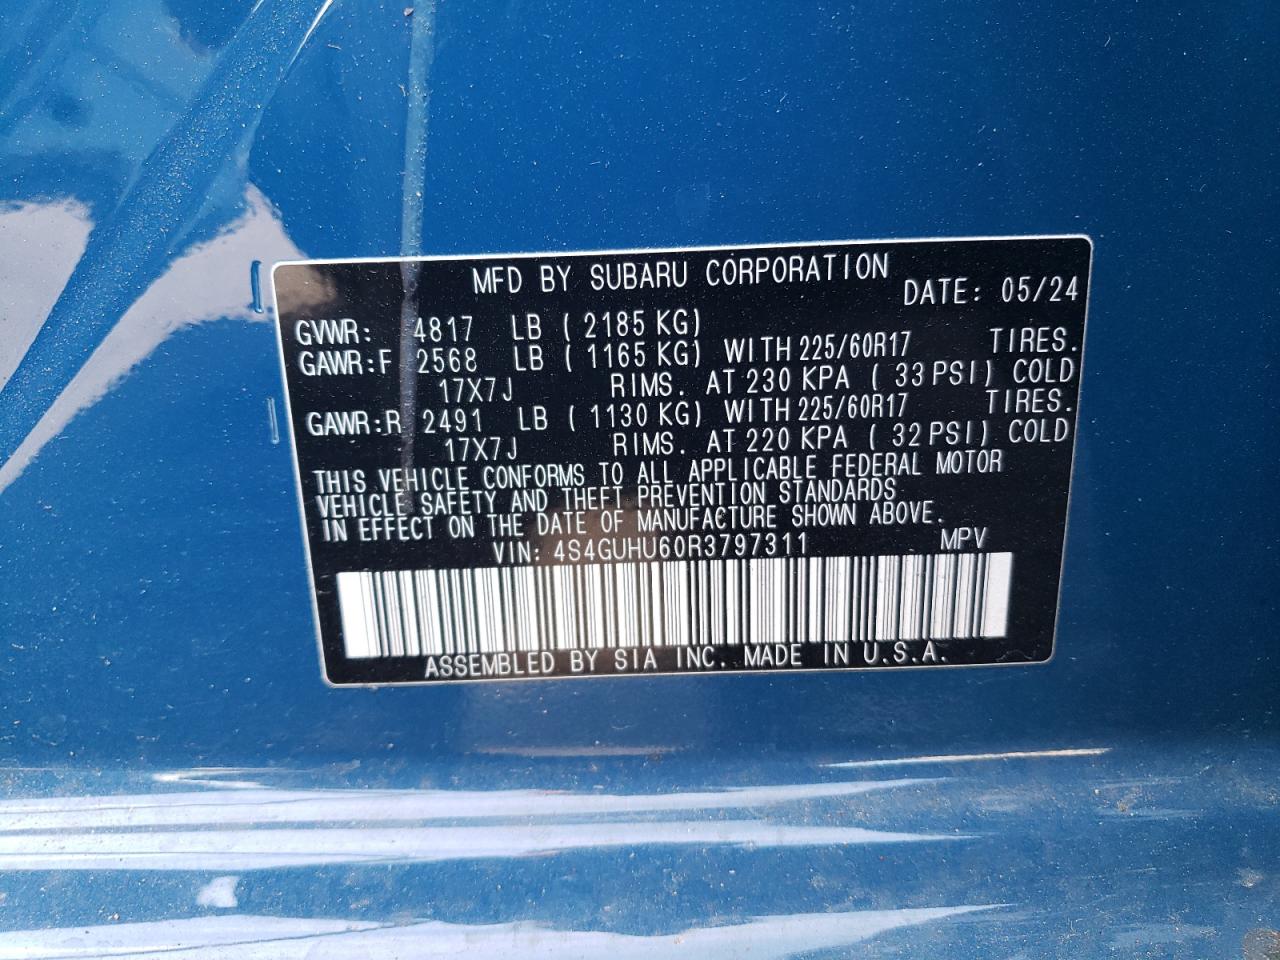 MFD BY SUBARU CORPORATION DATE: 05/24
GVWR: 4817 LB ( 2185 KG)
GAWR:F 2568 LB ( 1165 KG) WITH 225/60R17 TIRES.
17X7J RIMS. AT 230 KPA ( 33 PSI) COLD
GAWR:R 2491 LB ( 1130 KG) WITH 225/60R17 TIRES.
17X7J RIMS. AT 220 KPA ( 32 PSI) COLD
THIS VEHICLE CONFORMS TO ALL APPLICABLE FEDERAL MOTOR
VEHICLE SAFETY AND THEFT PREVENTION STANDARDS
IN EFFECT ON THE DATE OF MANUFACTURE SHOWN ABOVE.
VIN: 4S4GUHU60R3797311 MPV
ASSEMBLED BY SIA INC. MADE IN U.S.A.